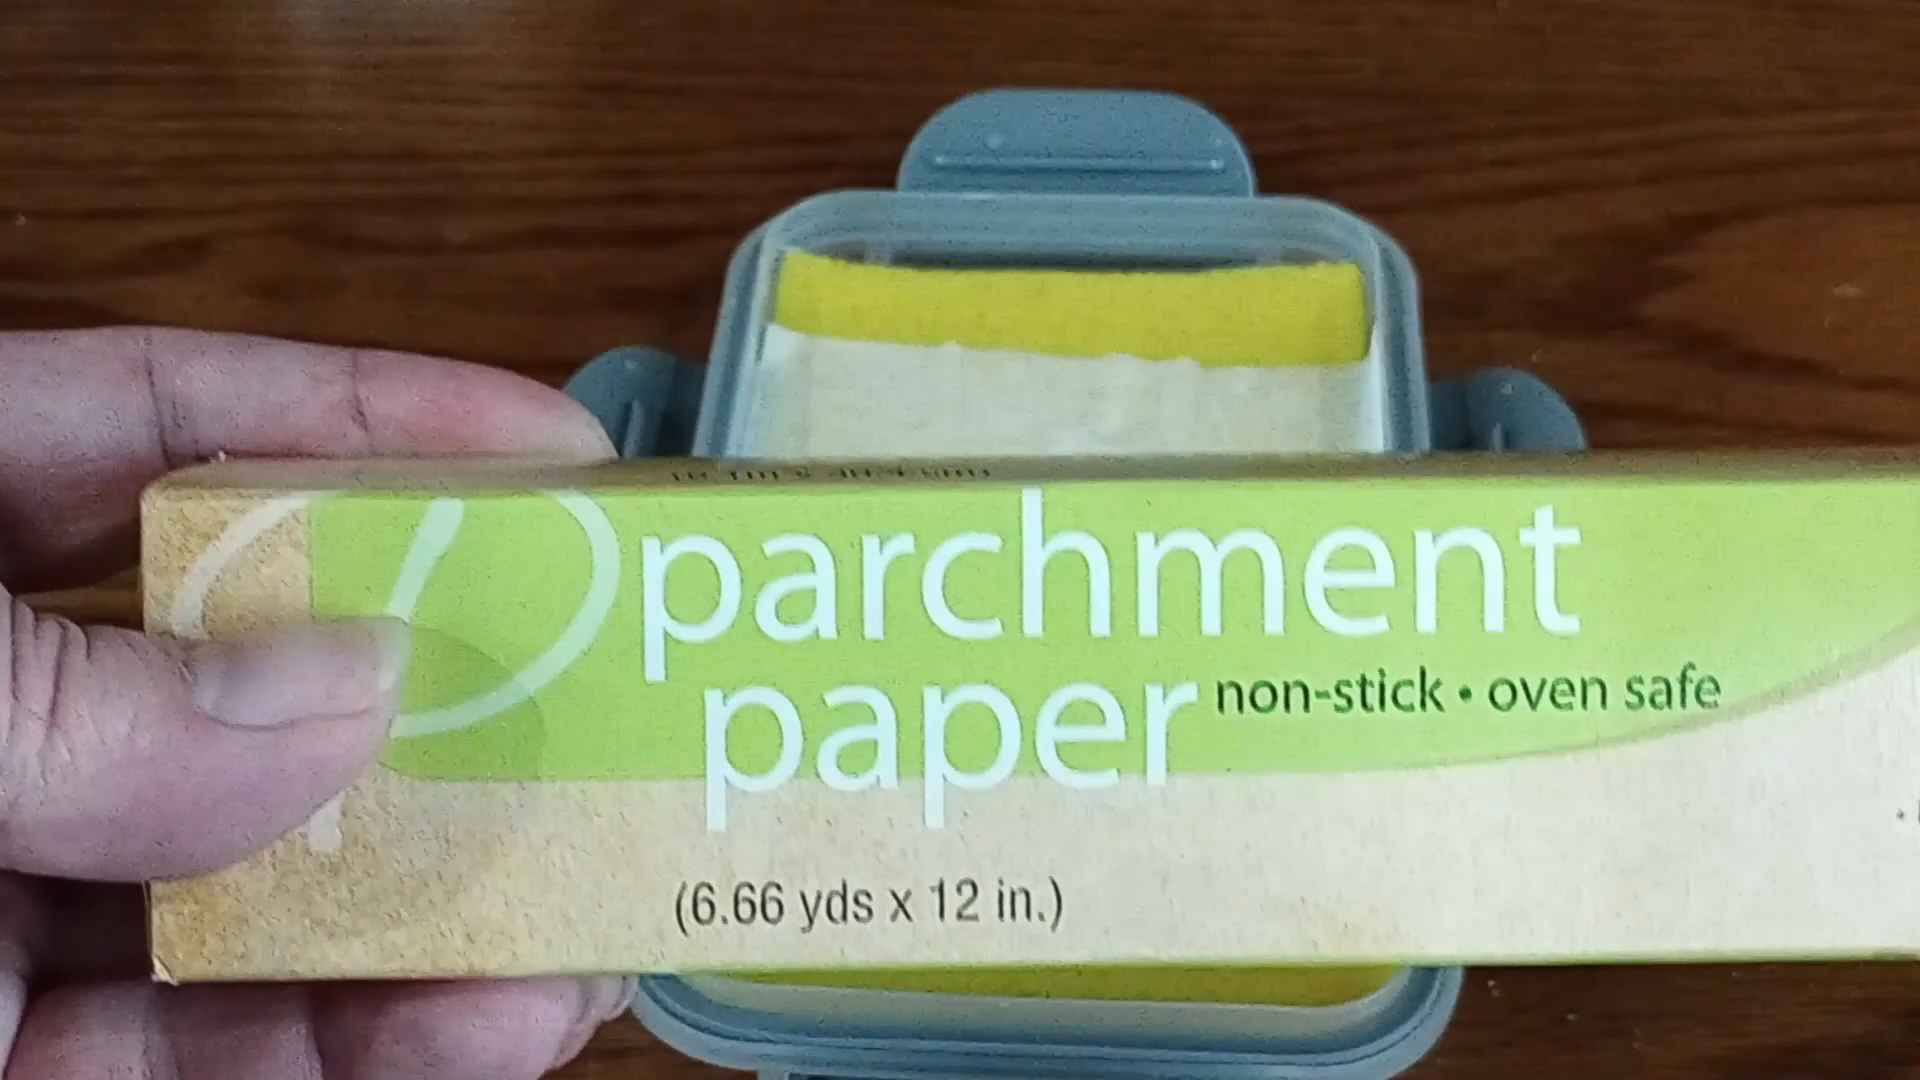 parchment
paper non-stick • oven safe
(6.66 yds x 12 in.)